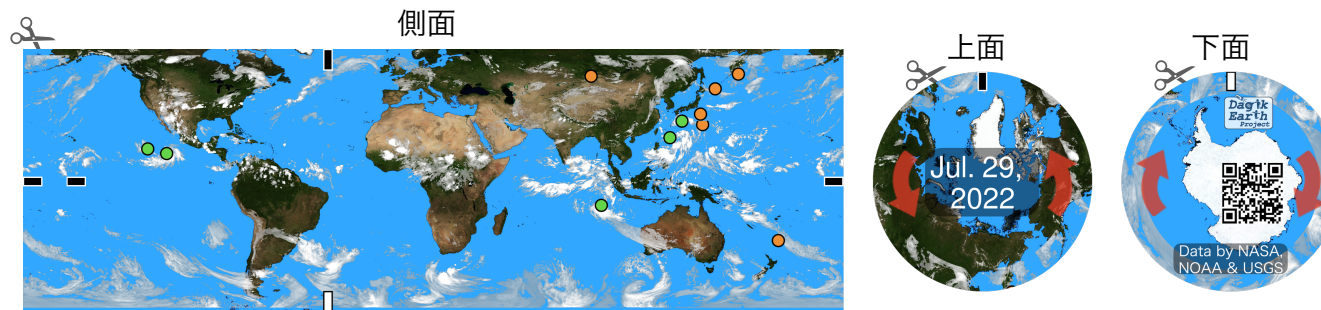 側面
上面
下面
Jul. 29,
2022
Dagik
Earth
Project
Data by NASA,
NOAA & USGS